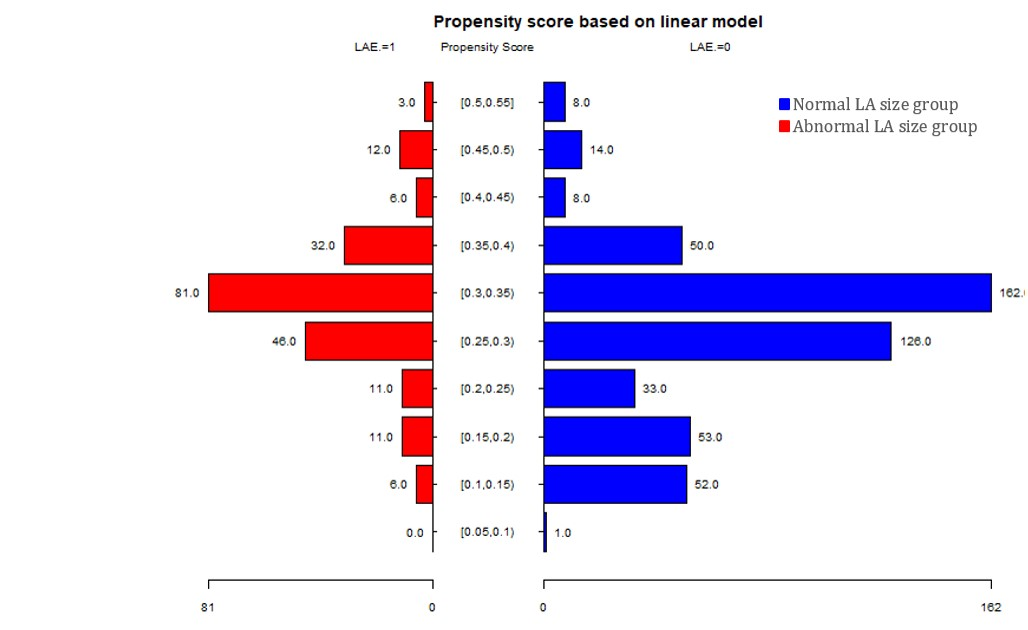 Propensity score based on linear model
LAE.=1 Propensity Score LAE.=0
3.0 [0.5,0.55] 8.0
Normal LA size group
Abnormal LA size group
12.0 [0.45,0.5) 14.0
6.0 [0.4,0.45) 8.0
32.0 [0.35,0.4) 50.0
81.0 [0.3,0.35) 162.
46.0 [0.25,0.3) 126.0
11.0 [0.2,0.25) 33.0
11.0 [0.15,0.2) 53.0
6.0 [0.1,0.15) 52.0
0.0 [0.05,0.1) 1.0
81 0 0 162